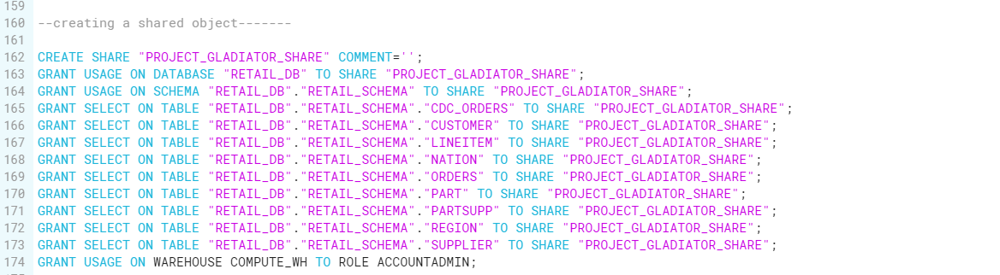 159
160 --creating a shared object-------
161
162 CREATE SHARE "PROJECT_GLADIATOR_SHARE" COMMENT='';
163 GRANT USAGE ON DATABASE "RETAIL_DB" TO SHARE "PROJECT_GLADIATOR_SHARE";
164 GRANT USAGE ON SCHEMA "RETAIL_DB"."RETAIL_SCHEMA" TO SHARE "PROJECT_GLADIATOR_SHARE";
165 GRANT SELECT ON TABLE "RETAIL_DB"."RETAIL_SCHEMA"."CDC_ORDERS" TO SHARE "PROJECT_GLADIATOR_SHARE";
166 GRANT SELECT ON TABLE "RETAIL_DB"."RETAIL_SCHEMA"."CUSTOMER" TO SHARE "PROJECT_GLADIATOR_SHARE";
167 GRANT SELECT ON TABLE "RETAIL_DB"."RETAIL_SCHEMA"."LINEITEM" TO SHARE "PROJECT_GLADIATOR_SHARE";
168 GRANT SELECT ON TABLE "RETAIL_DB"."RETAIL_SCHEMA"."NATION" TO SHARE "PROJECT_GLADIATOR_SHARE";
169 GRANT SELECT ON TABLE "RETAIL_DB"."RETAIL_SCHEMA"."ORDERS" TO SHARE "PROJECT_GLADIATOR_SHARE";
170 GRANT SELECT ON TABLE "RETAIL_DB"."RETAIL_SCHEMA"."PART" TO SHARE "PROJECT_GLADIATOR_SHARE";
171 GRANT SELECT ON TABLE "RETAIL_DB"."RETAIL_SCHEMA"."PARTSUPP" TO SHARE "PROJECT_GLADIATOR_SHARE";
172 GRANT SELECT ON TABLE "RETAIL_DB"."RETAIL_SCHEMA"."REGION" TO SHARE "PROJECT_GLADIATOR_SHARE";
173 GRANT SELECT ON TABLE "RETAIL_DB"."RETAIL_SCHEMA"."SUPPLIER" TO SHARE "PROJECT_GLADIATOR_SHARE";
174 GRANT USAGE ON WAREHOUSE COMPUTE_WH TO ROLE ACCOUNTADMIN;